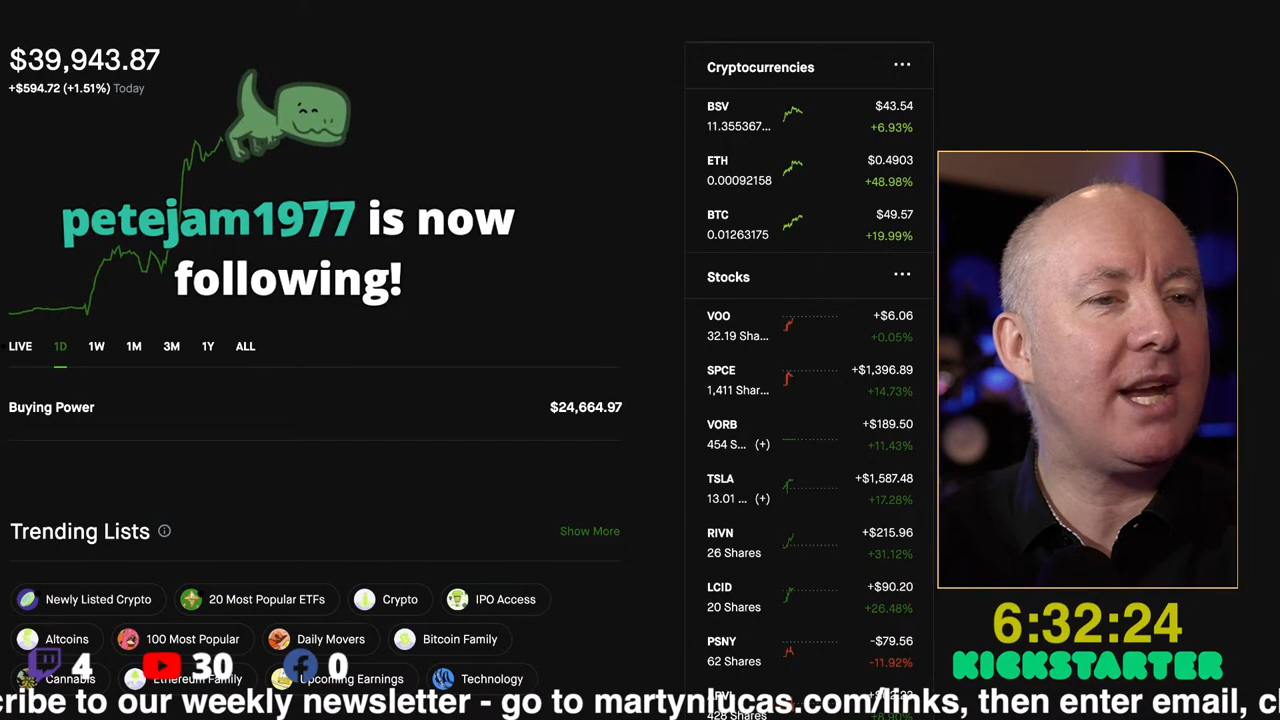 $39,943.87
+$594.72 (+1.51%) Today
petejam1977 is now
following!
LIVE 1D 1W 1M 3M 1Y ALL
Buying Power $24,664.97
Trending Lists Show More
Newly Listed Crypto 20 Most Popular ETFs Crypto IPO Access
Altcoins 100 Most Popular Daily Movers Bitcoin Family
Cannabis Ethereum Family Upcoming Earnings Technology
4 30 0
Cryptocurrencies
BSV $43.54
11.355367... +6.93%
ETH $0.4903
0.00092158 +48.98%
BTC $49.57
0.01263175 +19.99%
Stocks
VOO +$6.06
32.19 Sha... +0.05%
SPCE +$1,396.89
1,411 Shar... +14.73%
VORB +$189.50
454 S... (+) +11.43%
TSLA +$1,587.48
13.01 ... (+) +17.28%
RIVN +$215.96
26 Shares +31.12%
LCID +$90.20
20 Shares +26.48%
PSNY -$79.56
62 Shares -11.92%
428 Shares +8.90%
6:32:24
KICKSTARTER
cribe to our weekly newsletter - go to martynlucas.com/links, then enter email, c